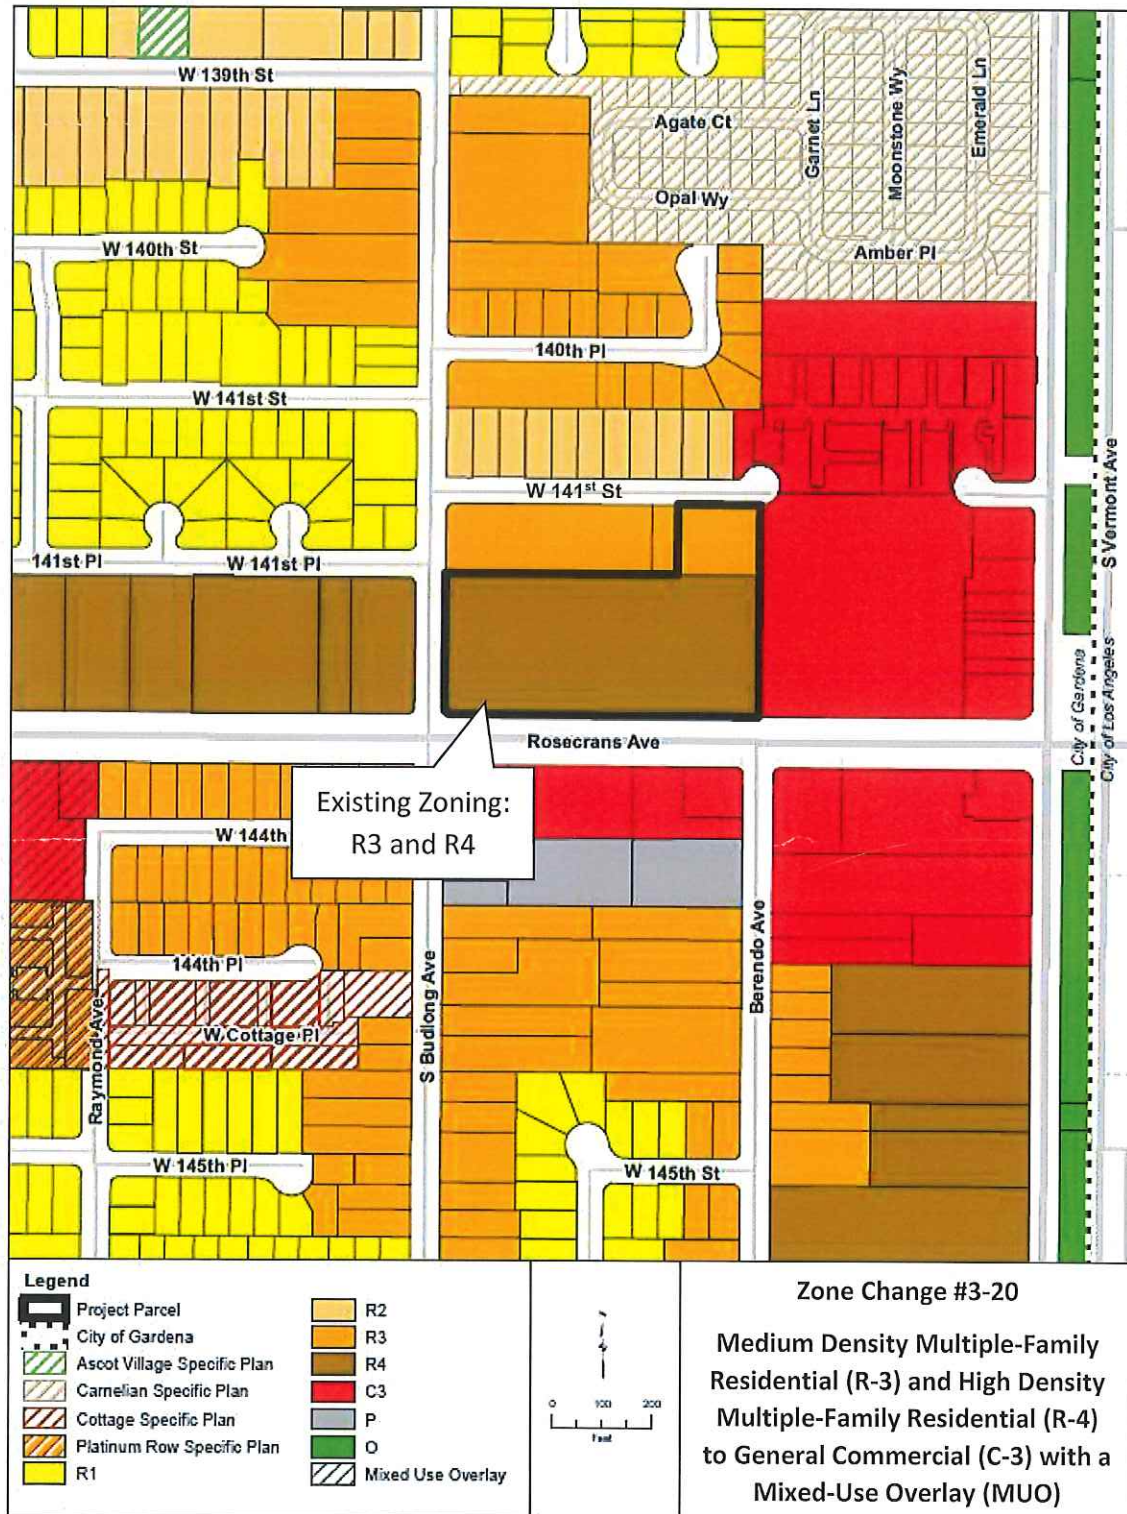 W 139th St
Agate Ct
Garnet Ln
Moonstone Wy
Emerald Ln
Opal Wy
W 140th St
Amber Pl
140th Pl
W 141st St
W 141st St
S Vermont Ave
141st Pl
W 141st Pl
City of Gardena
City of Los Angeles
Rosecrans Ave
Existing Zoning:
R3 and R4
W 144th
Berendo Ave
144th Pl
S Budlong Ave
Raymond Ave
W Cottage Pl
W 145th Pl
W 145th St
Legend
Project Parcel
City of Gardena
Ascot Village Specific Plan
Carnelian Specific Plan
Cottage Specific Plan
Platinum Row Specific Plan
R1
R2
R3
R4
C3
P
O
Mixed Use Overlay
0 100 200
Feet
Zone Change #3-20
Medium Density Multiple-Family
Residential (R-3) and High Density
Multiple-Family Residential (R-4)
to General Commercial (C-3) with a
Mixed-Use Overlay (MUO)